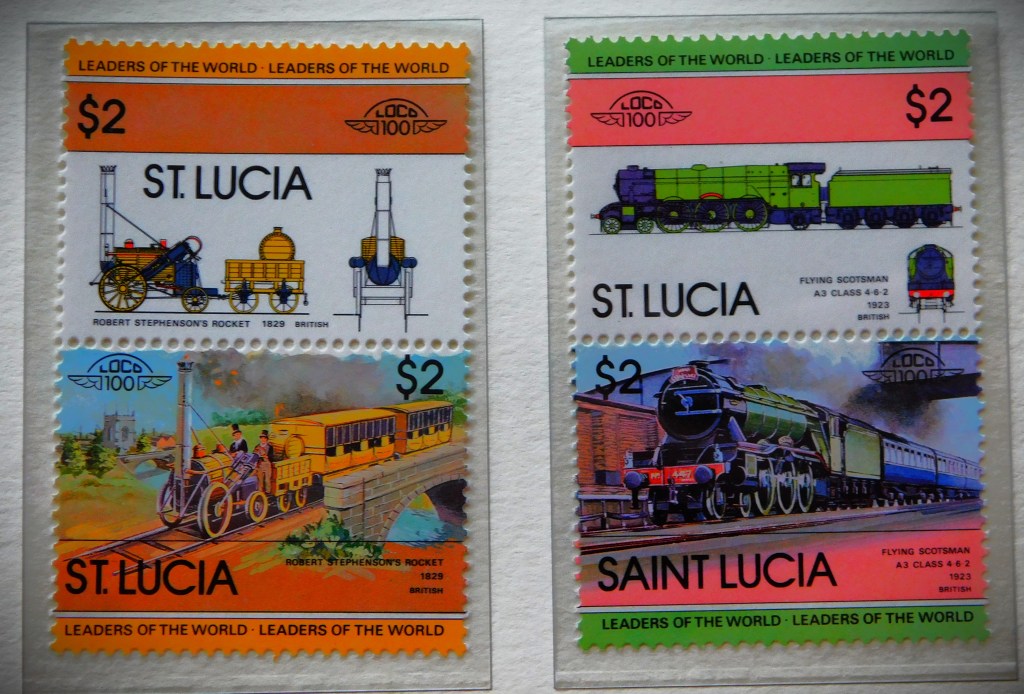 LEADERS OF THE WORLD · LEADERS OF THE WORLD
$2
LOCO
100
ST. LUCIA
ROBERT STEPHENSON'S ROCKET 1829 BRITISH
LOCO
100
$2
ROBERT STEPHENSON'S ROCKET
1829
BRITISH
ST. LUCIA
LEADERS OF THE WORLD · LEADERS OF THE WORLD
LEADERS OF THE WORLD · LEADERS OF THE WORLD
LOCO
100
$2
FLYING SCOTSMAN
A3 CLASS 4-6-2
1923
BRITISH
ST. LUCIA
$2
LOCO
100
SAINT LUCIA
FLYING SCOTSMAN
A3 CLASS 4-6-2
1923
BRITISH
LEADERS OF THE WORLD · LEADERS OF THE WORLD